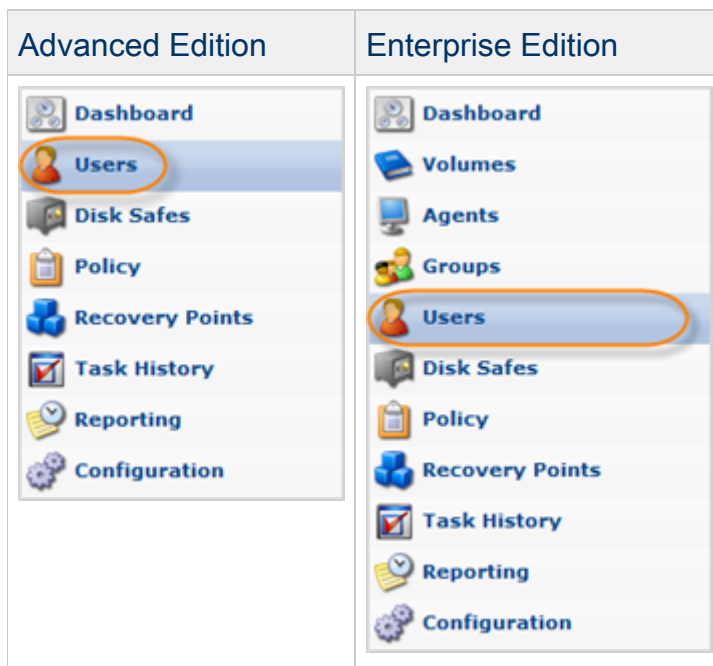 Advanced Edition
Enterprise Edition
Dashboard
Users
Disk Safes
Policy
Recovery Points
Task History
Reporting
Configuration
Dashboard
Volumes
Agents
Groups
Users
Disk Safes
Policy
Recovery Points
Task History
Reporting
Configuration